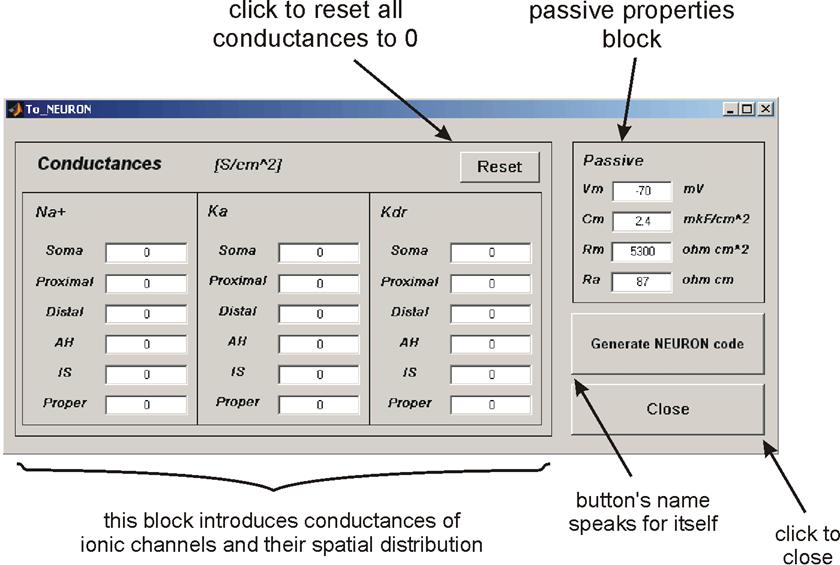 click to reset all
conductances to 0
passive properties
block
To_NEURON
Conductances [S/cm^2] Reset
Na+
Soma 0
Proximal 0
Distal 0
AH 0
IS 0
Proper 0
Ka
Soma 0
Proximal 0
Distal 0
AH 0
IS 0
Proper 0
Kdr
Soma 0
Proximal 0
Distal 0
AH 0
IS 0
Proper 0
Passive
Vm -70 mV
Cm 2.4 mkF/cm^2
Rm 5300 ohm cm^2
Ra 87 ohm cm
Generate NEURON code
Close
this block introduces conductances of
ionic channels and their spatial distribution
button's name
speaks for itself
click to
close